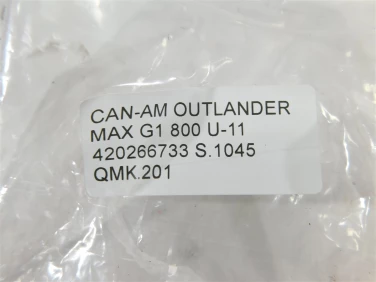 CAN-AM OUTLANDER
MAX G1 800 U-11
420266733 S.1045
QMK.201